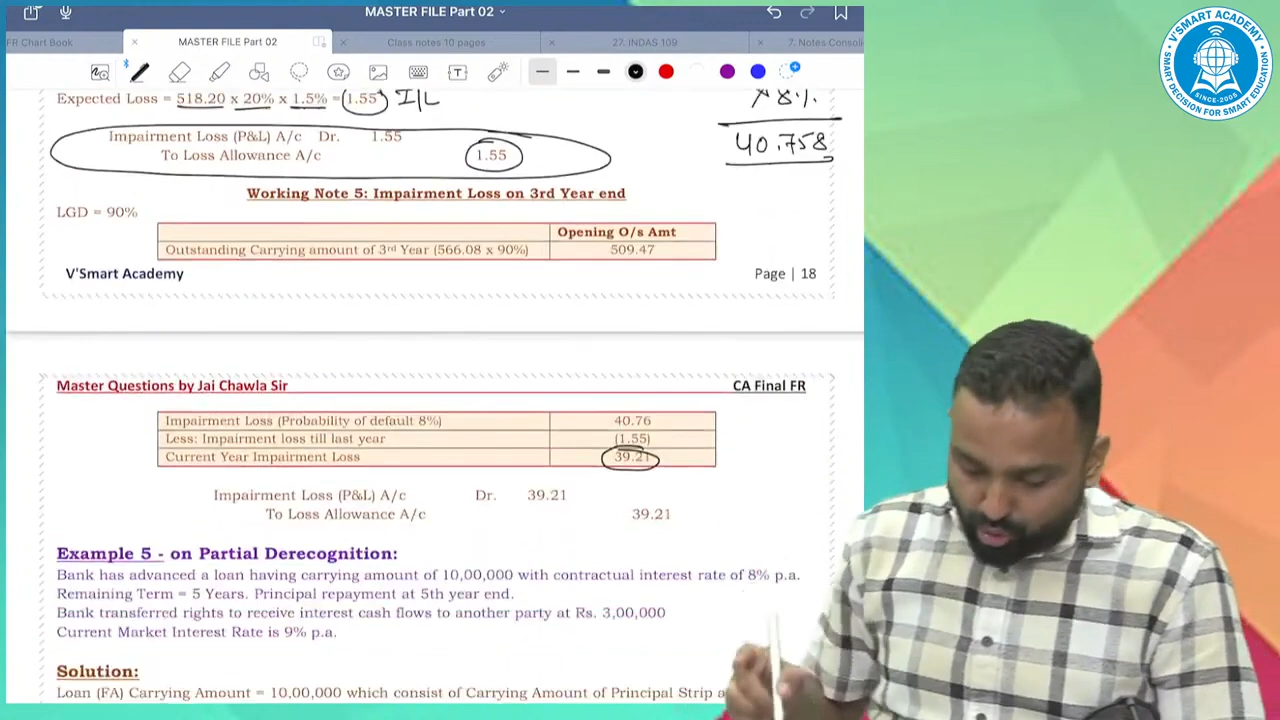 MASTER FILE Part 02
FR Chart Book
MASTER FILE Part 02
Class notes 10 pages
27. INDAS 109
7. Notes Consoli
Expected Loss = 518.20 x 20% x 1.5% = 1.55 I/L
x 8%
40.758
Impairment Loss (P&L) A/c Dr. 1.55
To Loss Allowance A/c 1.55
Working Note 5: Impairment Loss on 3rd Year end
LGD = 90%
Opening O/s Amt
Outstanding Carrying amount of 3rd Year (566.08 x 90%) 509.47
V'Smart Academy Page | 18
Master Questions by Jai Chawla Sir CA Final FR
Impairment Loss (Probability of default 8%) 40.76
Less: Impairment loss till last year (1.55)
Current Year Impairment Loss 39.21
Impairment Loss (P&L) A/c Dr. 39.21
To Loss Allowance A/c 39.21
Example 5 - on Partial Derecognition:
Bank has advanced a loan having carrying amount of 10,00,000 with contractual interest rate of 8% p.a.
Remaining Term = 5 Years. Principal repayment at 5th year end.
Bank transferred rights to receive interest cash flows to another party at Rs. 3,00,000
Current Market Interest Rate is 9% p.a.
Solution:
Loan (FA) Carrying Amount = 10,00,000 which consist of Carrying Amount of Principal Strip a
V'SMART ACADEMY
SINCE-2005
SMART DECISION FOR SMART EDUCATION